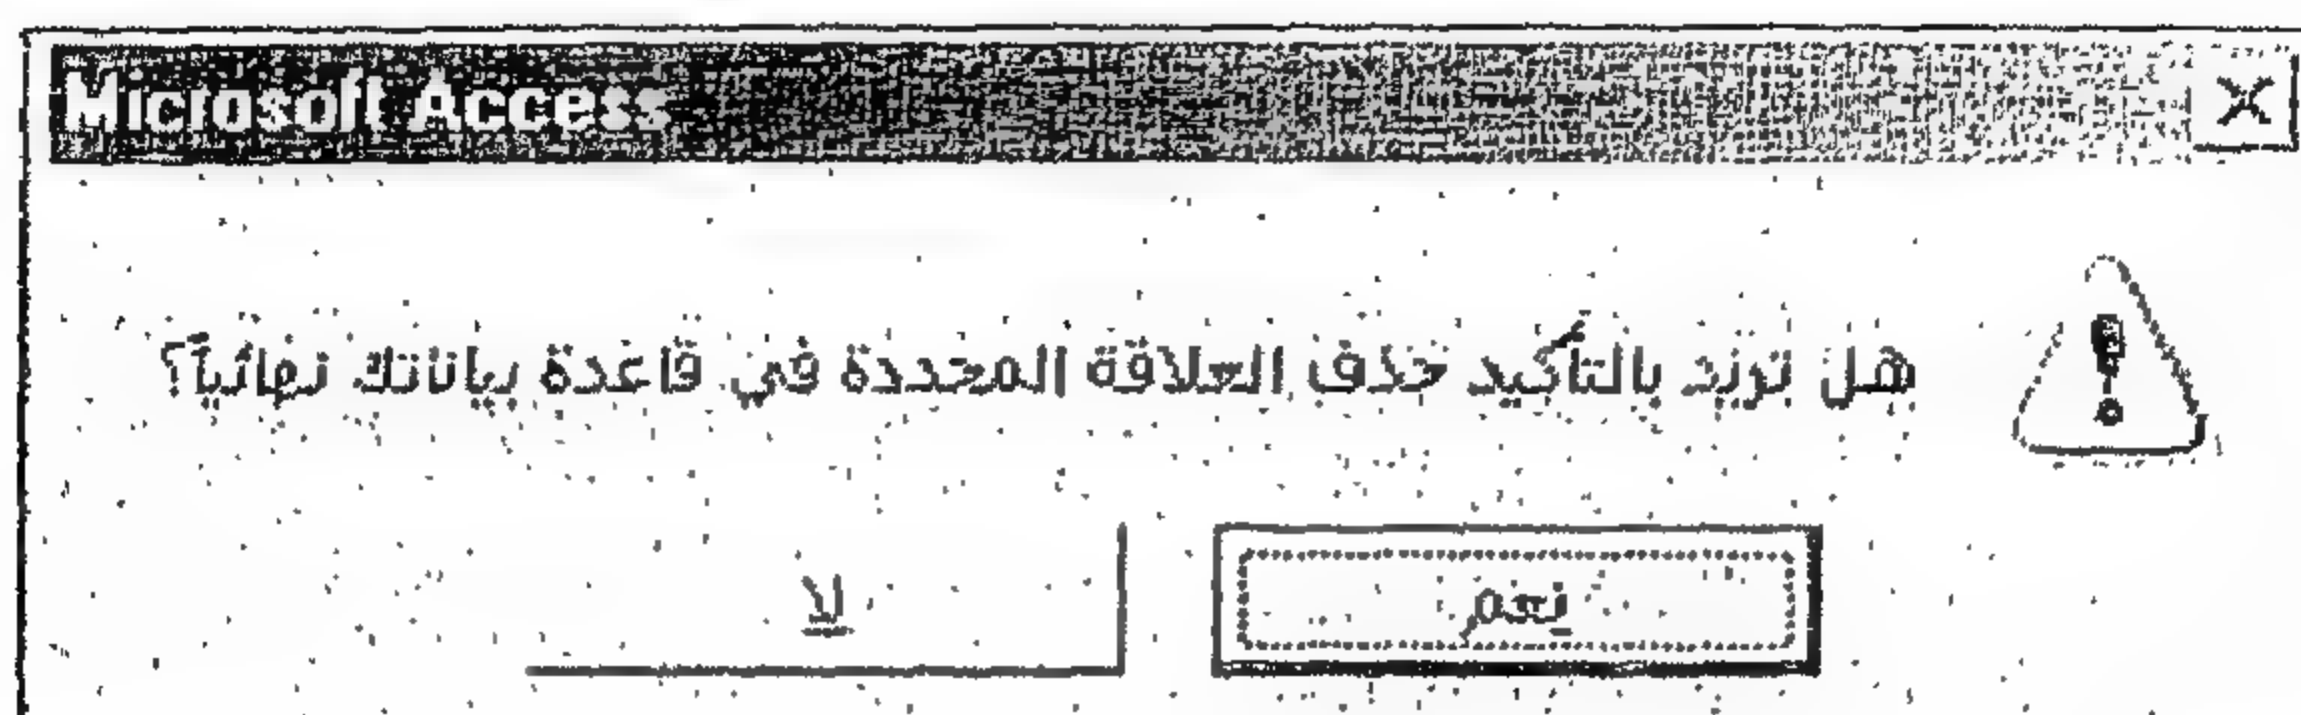 Microsoft Access
هل تريد بالتأكيد حذف العلاقة المحددة في قاعدة بياناتك نهائياً؟
نعم
لا